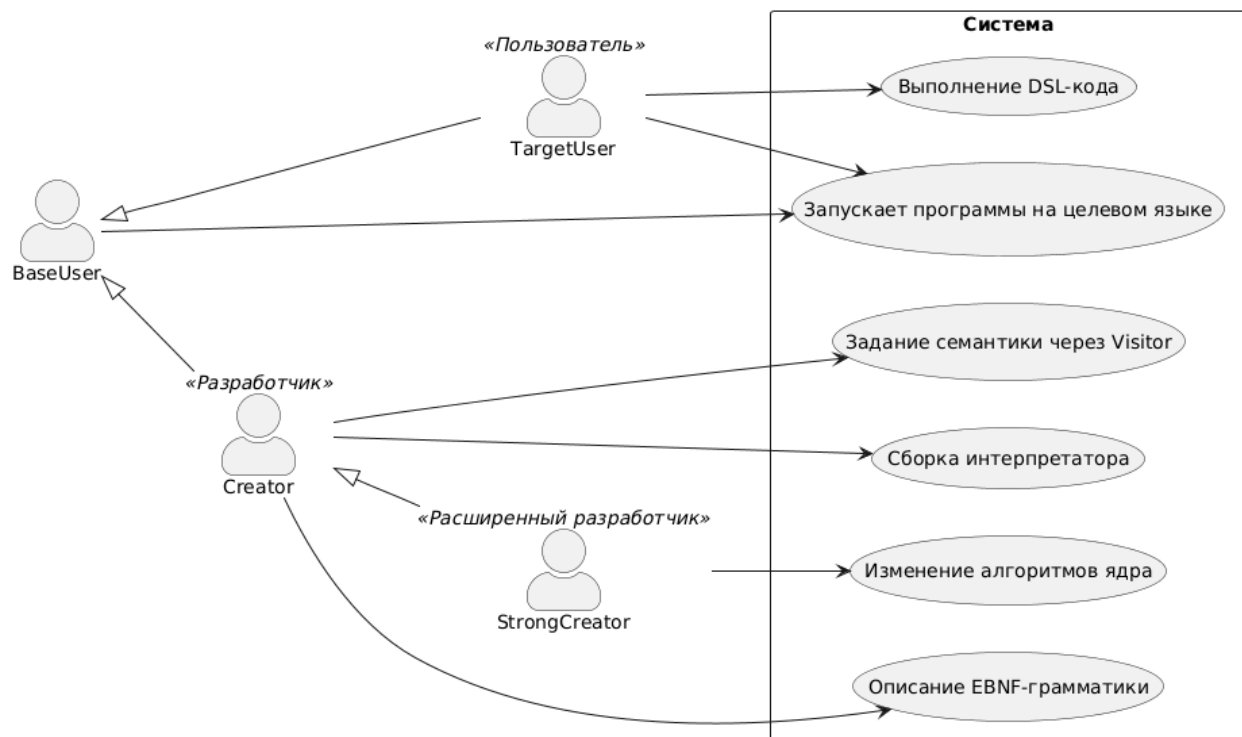 Система
«Пользователь»
TargetUser
Выполнение DSL-кода
BaseUser
Запускает программы на целевом языке
«Разработчик»
Creator
Задание семантики через Visitor
Сборка интерпретатора
«Расширенный разработчик»
StrongCreator
Изменение алгоритмов ядра
Описание EBNF-грамматики